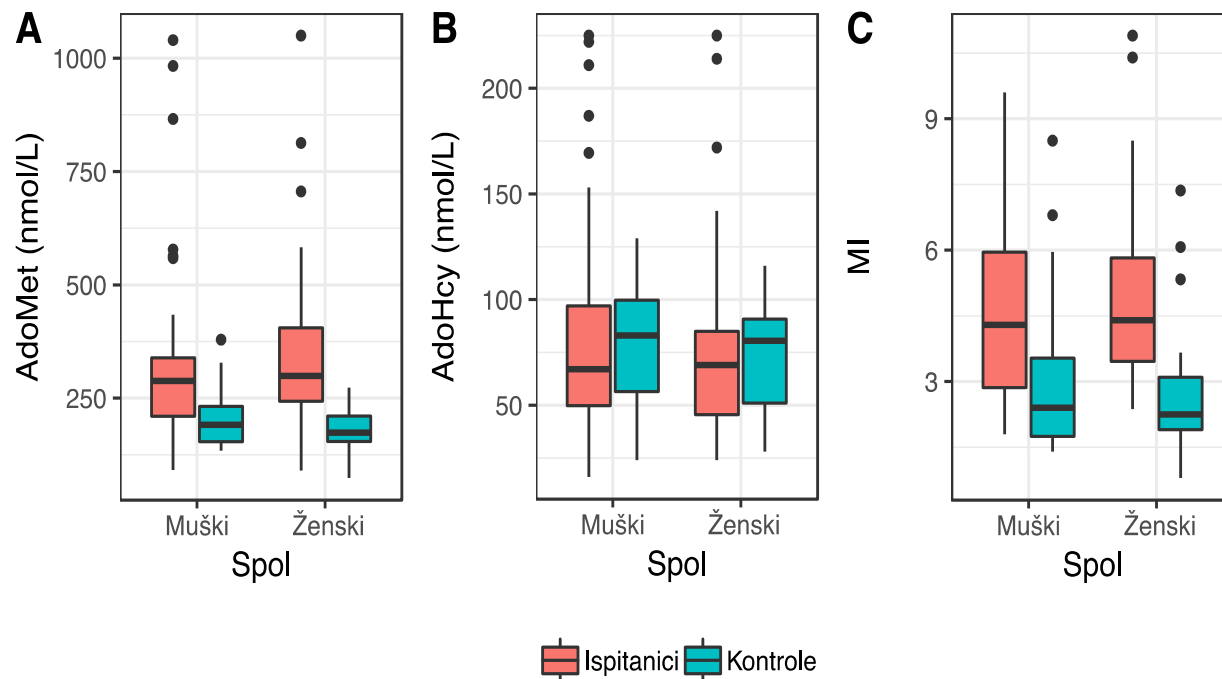 A
AdoMet (nmol/L)
1000
750
500
250
Muški Ženski
Spol
B
AdoHcy (nmol/L)
200
150
100
50
Muški Ženski
Spol
C
MI
9
6
3
Muški Ženski
Spol
Ispitanici Kontrole